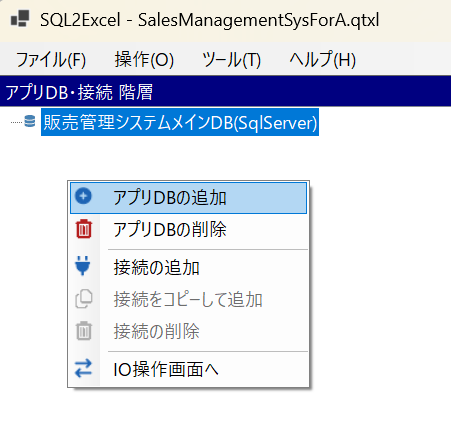 SQL2Excel - SalesManagementSysForA.qtxl
ファイル(F) 操作(O) ツール(T) ヘルプ(H)
アプリDB・接続 階層
販売管理システムメインDB(SqlServer)
アプリDBの追加
アプリDBの削除
接続の追加
接続をコピーして追加
接続の削除
IO操作画面へ